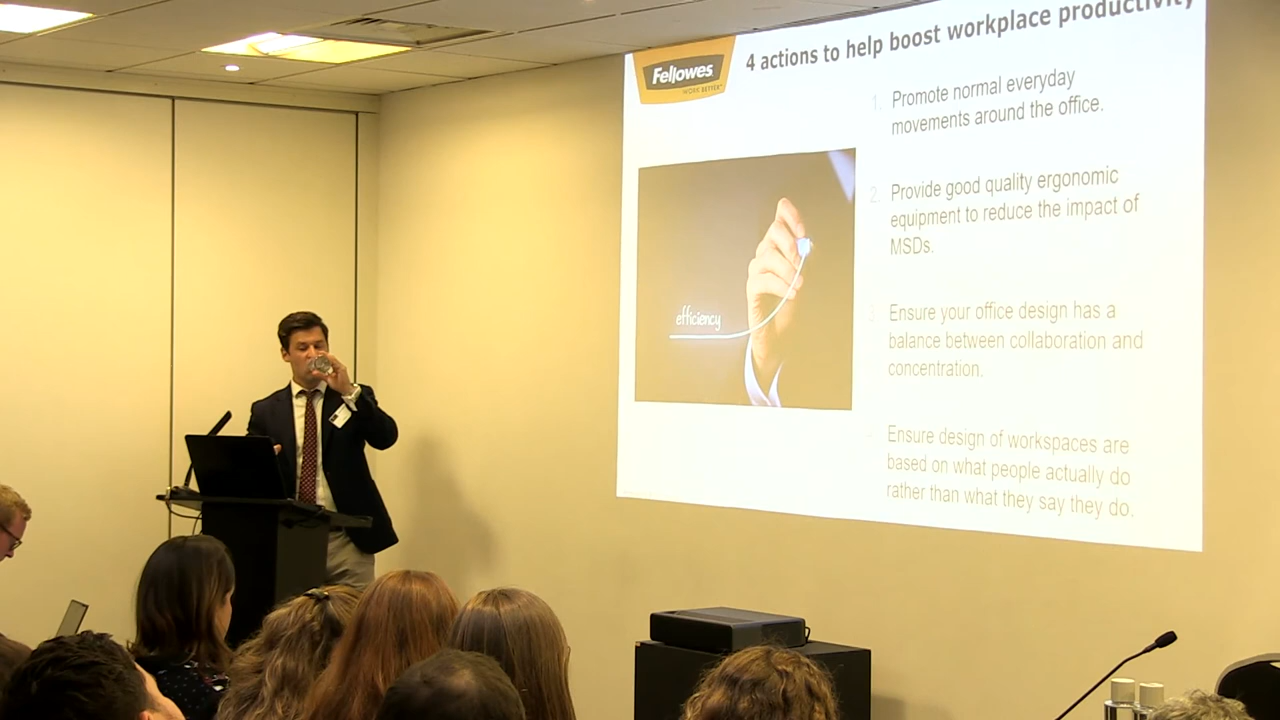 Fellowes
WORK BETTER
4 actions to help boost workplace productivity
1. Promote normal everyday
movements around the office.
2. Provide good quality ergonomic
equipment to reduce the impact of
MSDs.
3. Ensure your office design has a
balance between collaboration and
concentration.
Ensure design of workspaces are
based on what people actually do
rather than what they say they do.
efficiency